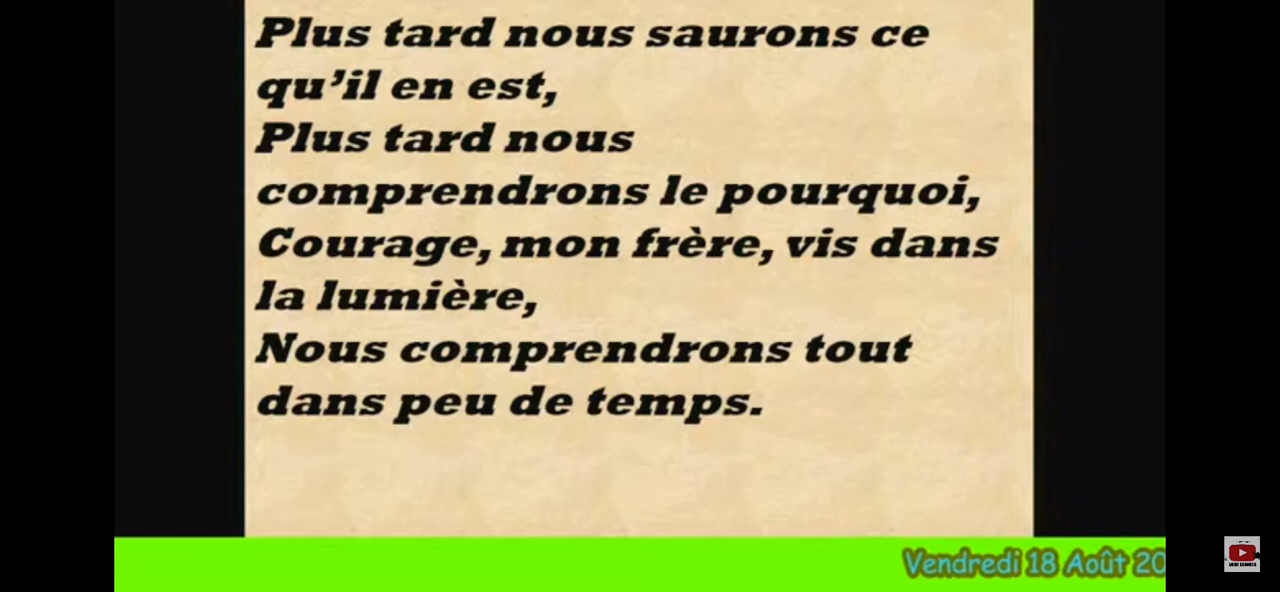 Plus tard nous saurons ce
qu’il en est,
Plus tard nous
comprendrons le pourquoi,
Courage, mon frère, vis dans
la lumière,
Nous comprendrons tout
dans peu de temps.
Vendredi 18 Août 20